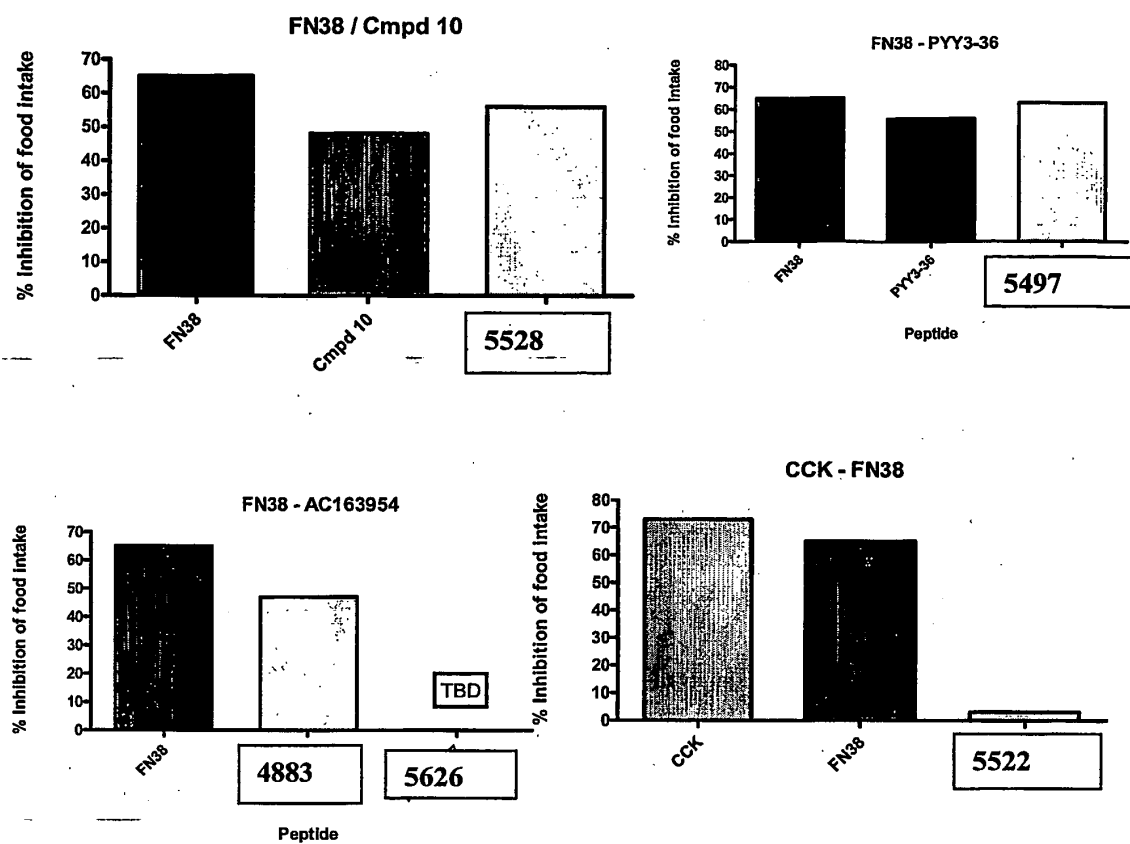 FN38 / Cmpd 10
% Inhibition of food intake
70
60
50
40
30
20
10
0
FN38
Cmpd 10
5528
FN38 - PYY3-36
% Inhibition of food intake
80
70
60
50
40
30
20
10
0
FN38
PYY3-36
5497
Peptide
FN38 - AC163954
% Inhibition of food intake
70
60
50
40
30
20
10
0
FN38
4883
TBD
5626
Peptide
CCK - FN38
% Inhibition of food intake
80
70
60
50
40
30
20
10
0
CCK
FN38
5522